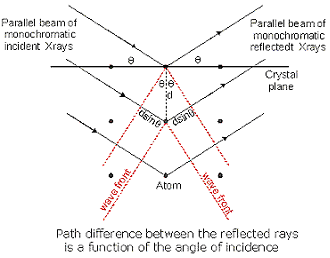 Parallel beam of
monochromatic
incident Xrays
Parallel beam of
monochromatic
reflectedt Xrays
θ
θ
Crystal
plane
θ
θ
d
dsinθ
dsinθ
Atom
wave front
wave front
Path difference between the reflected rays
is a function of the angle of incidence